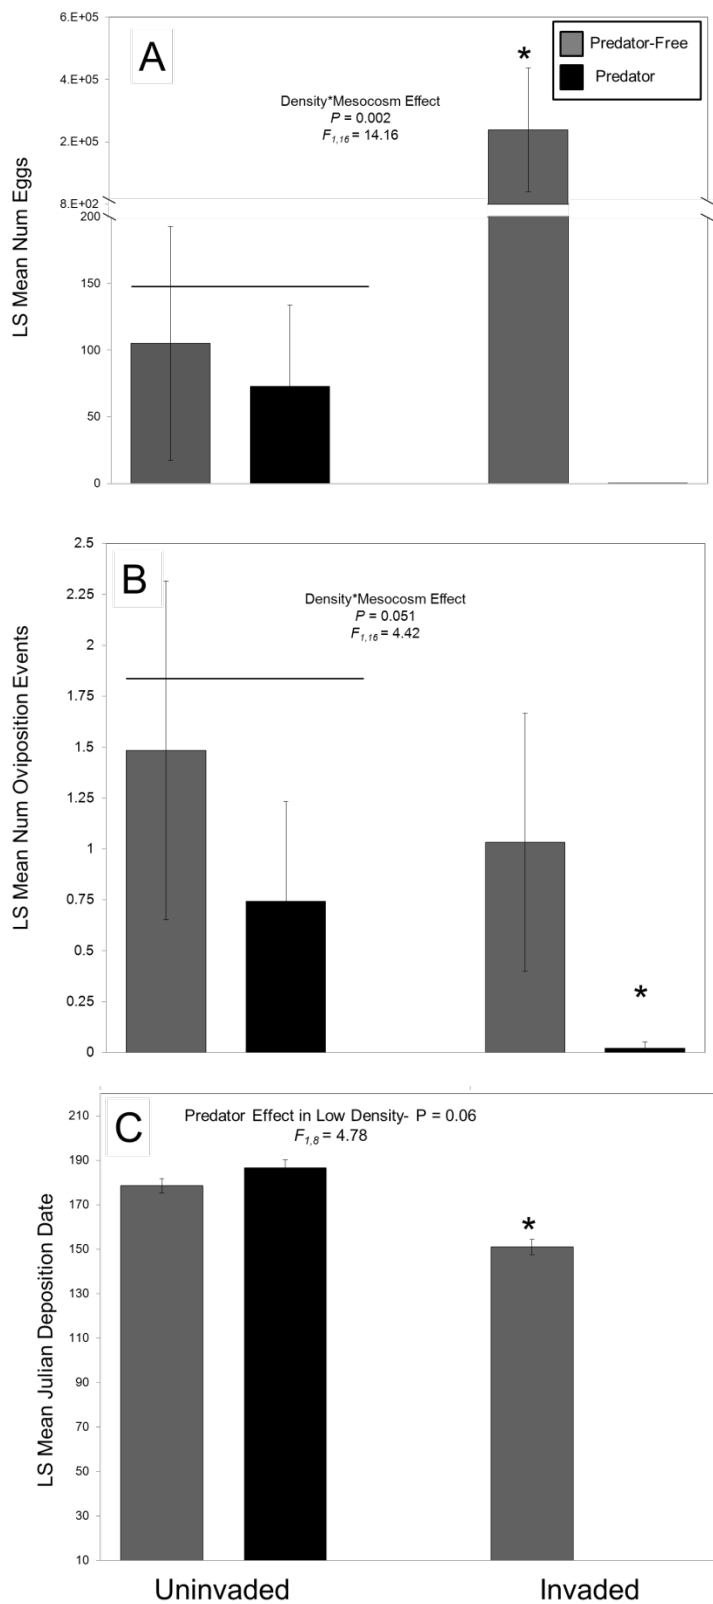 6.E+05
A
Predator-Free
Predator
*
4.E+05
Density*Mesocosm Effect
P = 0.002
F1,16 = 14.16
2.E+05
8.E+02
200
150
100
50
0
LS Mean Num Eggs
2.5
B
2.25
Density*Mesocosm Effect
P = 0.051
F1,16 = 4.42
2
1.75
1.5
1.25
1
0.75
0.5
*
0.25
0
LS Mean Num Oviposition Events
210
C
Predator Effect in Low Density- P = 0.06
F1,8 = 4.78
190
170
*
150
130
110
90
70
50
30
10
LS Mean Julian Deposition Date
Uninvaded
Invaded